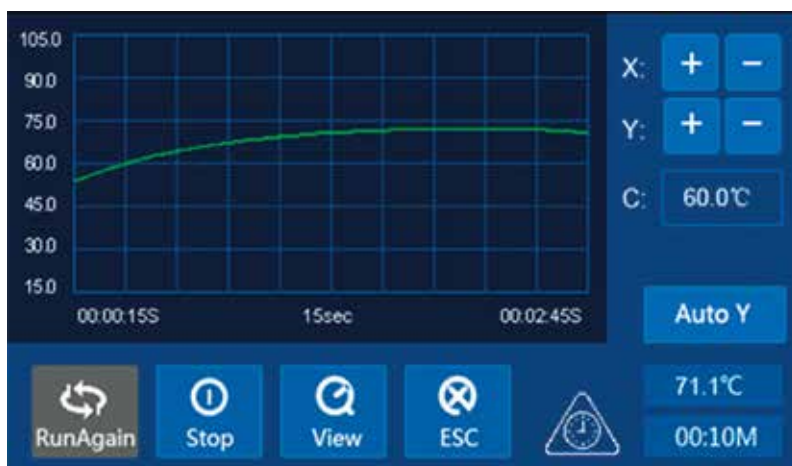 105.0
90.0
75.0
60.0
45.0
30.0
15.0
00:00:15S 15sec 00:02:45S
X: + −
Y: + −
C: 60.0℃
Auto Y
71.1℃
00:10M
RunAgain Stop View ESC